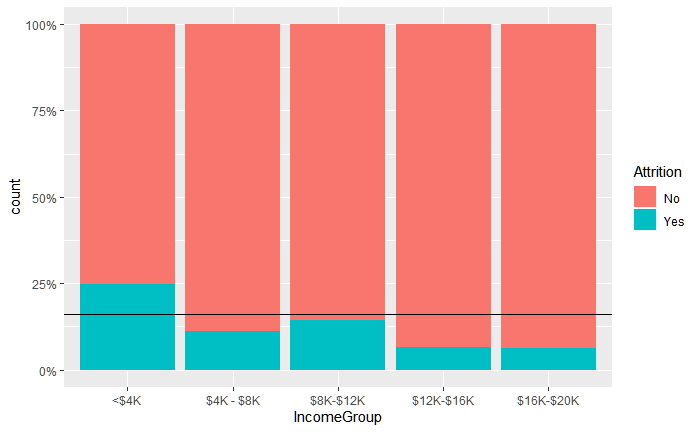 100%
75%
50%
25%
0%
count
<$4K
$4K - $8K
$8K-$12K
$12K-$16K
$16K-$20K
IncomeGroup
Attrition
No
Yes